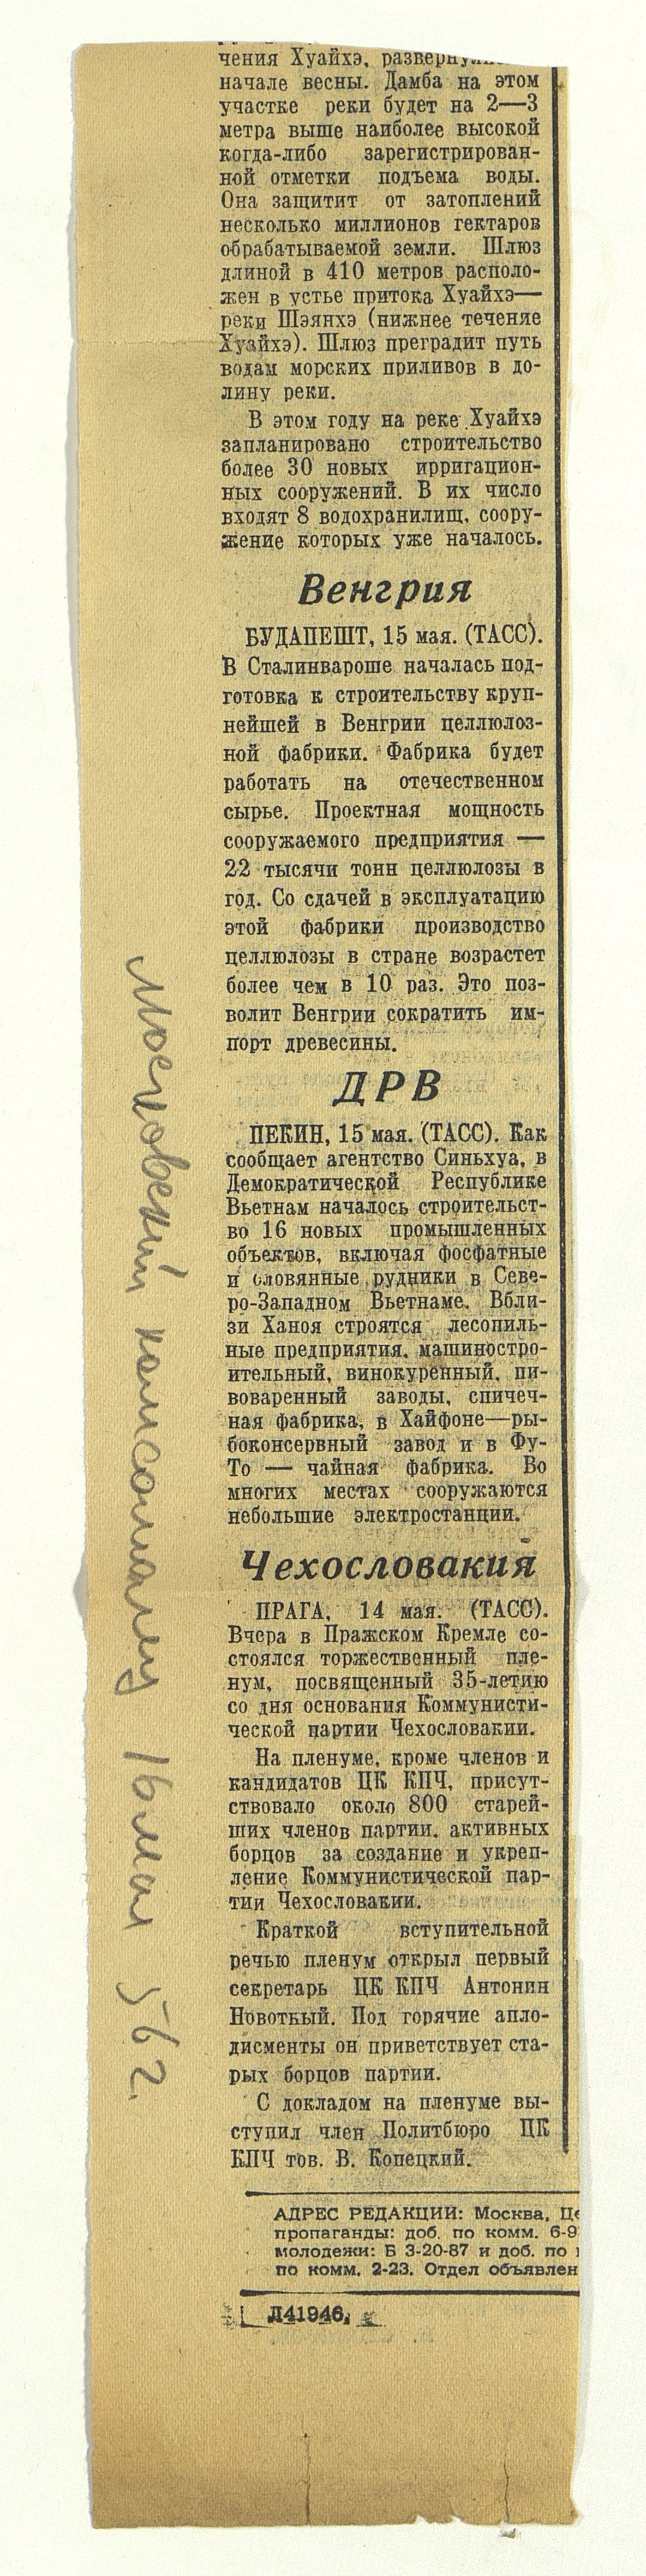 чения Хуайхэ,
начале весны. Дамба на этом
участке реки будет на 2—3
метра выше наиболее высокой
когда-либо зарегистрирован-
ной отметки подъема воды.
Она защитит от затоплений
несколько миллионов гектаров
обрабатываемой земли. Шлюз
длиной в 410 метров располо-
жен в устье притока Хуайхэ—
реки Шэянхэ (нижнее течение
Хуайхэ). Шлюз преградит путь
водам морских приливов в до-
лину реки.
В этом году на реке Хуайхэ
запланировано строительство
более 30 новых ирригацион-
ных сооружений. В их число
входят 8 водохранилищ, соору-
жение которых уже началось.
Венгрия
БУДАПЕШТ, 15 мая. (ТАСС).
В Сталинвароше началась под-
готовка к строительству круп-
нейшей в Венгрии целлюлоз-
ной фабрики. Фабрика будет
работать на отечественном
сырье. Проектная мощность
сооружаемого предприятия —
22 тысячи тонн целлюлозы в
год. Со сдачей в эксплуатацию
этой фабрики производство
целлюлозы в стране возрастет
более чем в 10 раз. Это поз-
волит Венгрии сократить им-
порт древесины.
ДРВ
ПЕКИН, 15 мая. (ТАСС). Как
сообщает агентство Синьхуа, в
Демократической Республике
Вьетнам началось строительст-
во 16 новых промышленных
объектов, включая фосфатные
и оловянные рудники в Севе-
ро-Западном Вьетнаме. Вбли-
зи Ханоя строятся лесопиль-
ные предприятия, машиностро-
ительный, винокуренный, пи-
воваренный заводы, спичеч-
ная фабрика, в Хайфоне—ры-
боконсервный завод и в Фу-
То — чайная фабрика. Во
многих местах сооружаются
небольшие электростанции.
Чехословакия
ПРАГА, 14 мая. (ТАСС).
Вчера в Пражском Кремле со-
стоялся торжественный пле-
нум, посвященный 35-летию
со дня основания Коммунисти-
ческой партии Чехословакии.
На пленуме, кроме членов и
кандидатов ЦК КПЧ, присут-
ствовало около 800 старей-
ших членов партии, активных
борцов за создание и укреп-
ление Коммунистической пар-
тии Чехословакии.
Краткой вступительной
речью пленум открыл первый
секретарь ЦК КПЧ Антонин
Новоткый. Под горячие апло-
дисменты он приветствует ста-
рых борцов партии.
С докладом на пленуме вы-
ступил член Политбюро ЦК
КПЧ тов. В. Копецкий.
АДРЕС РЕДАКЦИИ: Москва, Це
пропаганды: доб. по комм. 6-9
молодежи: Б 3-20-87 и доб. по
по комм. 2-23. Отдел объявлен
Л41946.
Московский комсомолец 16 мая 56 г.